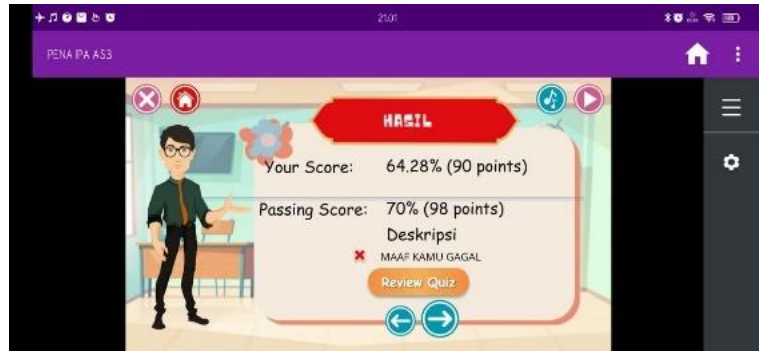 21:01
PENA IPA AS3
HASIL
Your Score: 64.28% (90 points)
Passing Score: 70% (98 points)
Deskripsi
MAAF KAMU GAGAL
Review Quiz